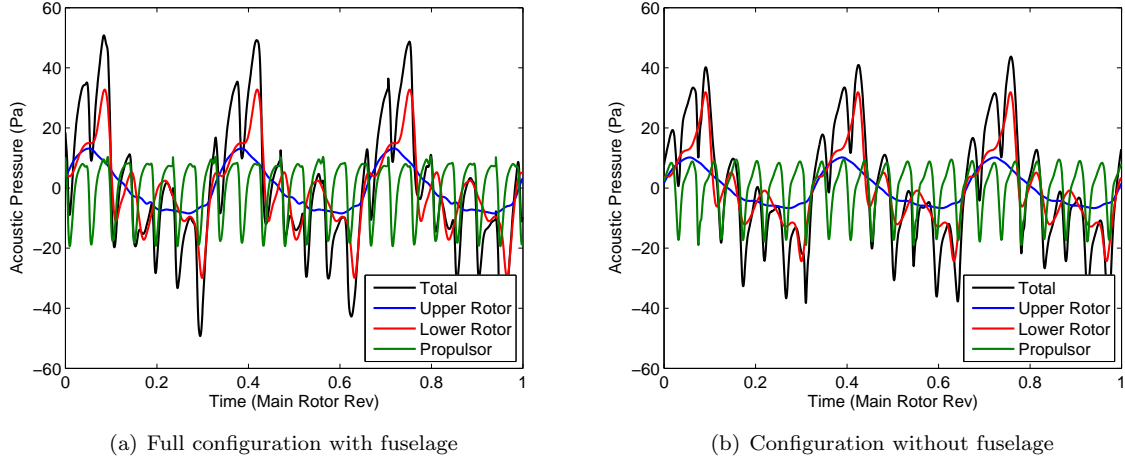 60
40
20
0
−20
−40
−60
Acoustic Pressure (Pa)
0
0.2
0.4
0.6
0.8
1
Time (Main Rotor Rev)
Total
Upper Rotor
Lower Rotor
Propulsor
(a) Full configuration with fuselage
60
40
20
0
−20
−40
−60
Acoustic Pressure (Pa)
0
0.2
0.4
0.6
0.8
1
Time (Main Rotor Rev)
Total
Upper Rotor
Lower Rotor
Propulsor
(b) Configuration without fuselage